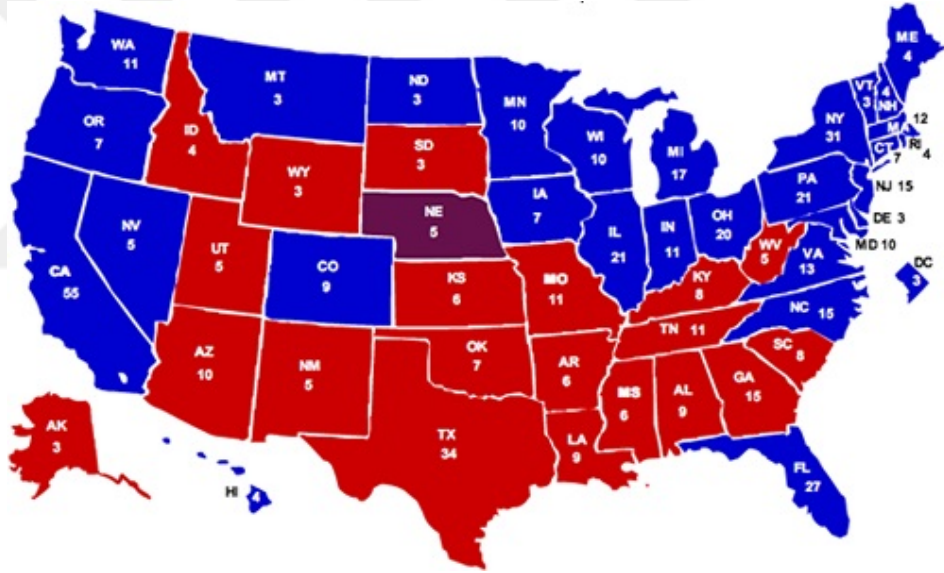 WA
11
OR
7
CA
55
NV
5
ID
4
MT
3
WY
3
UT
5
CO
9
AZ
10
NM
5
ND
3
SD
3
NE
5
KS
6
OK
7
TX
34
MN
10
IA
7
MO
11
AR
6
LA
9
WI
10
IL
21
MI
17
IN
11
OH
20
KY
8
TN 11
MS
6
AL
9
GA
15
FL
27
SC 8
NC 15
VA
13
WV
5
PA
21
NY
31
VT
3
4
NH
ME
4
12
MA
RI
4
CT
7
NJ 15
DE 3
MD 10
DC
3
AK
3
HI
4